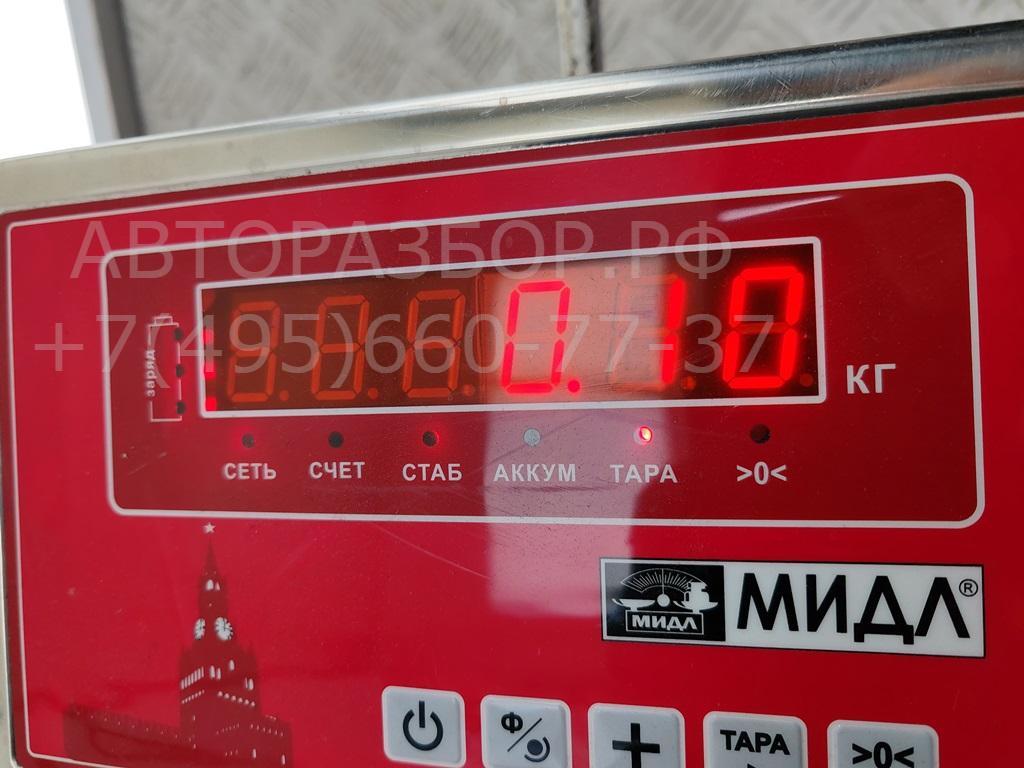 АВТОРАЗБОР.РФ
+7(495)660-77-37
заряд
0.10 КГ
СЕТЬ СЧЕТ СТАБ АККУМ ТАРА >0<
МИДЛ МИДЛ®
Ф/ + ТАРА >0<